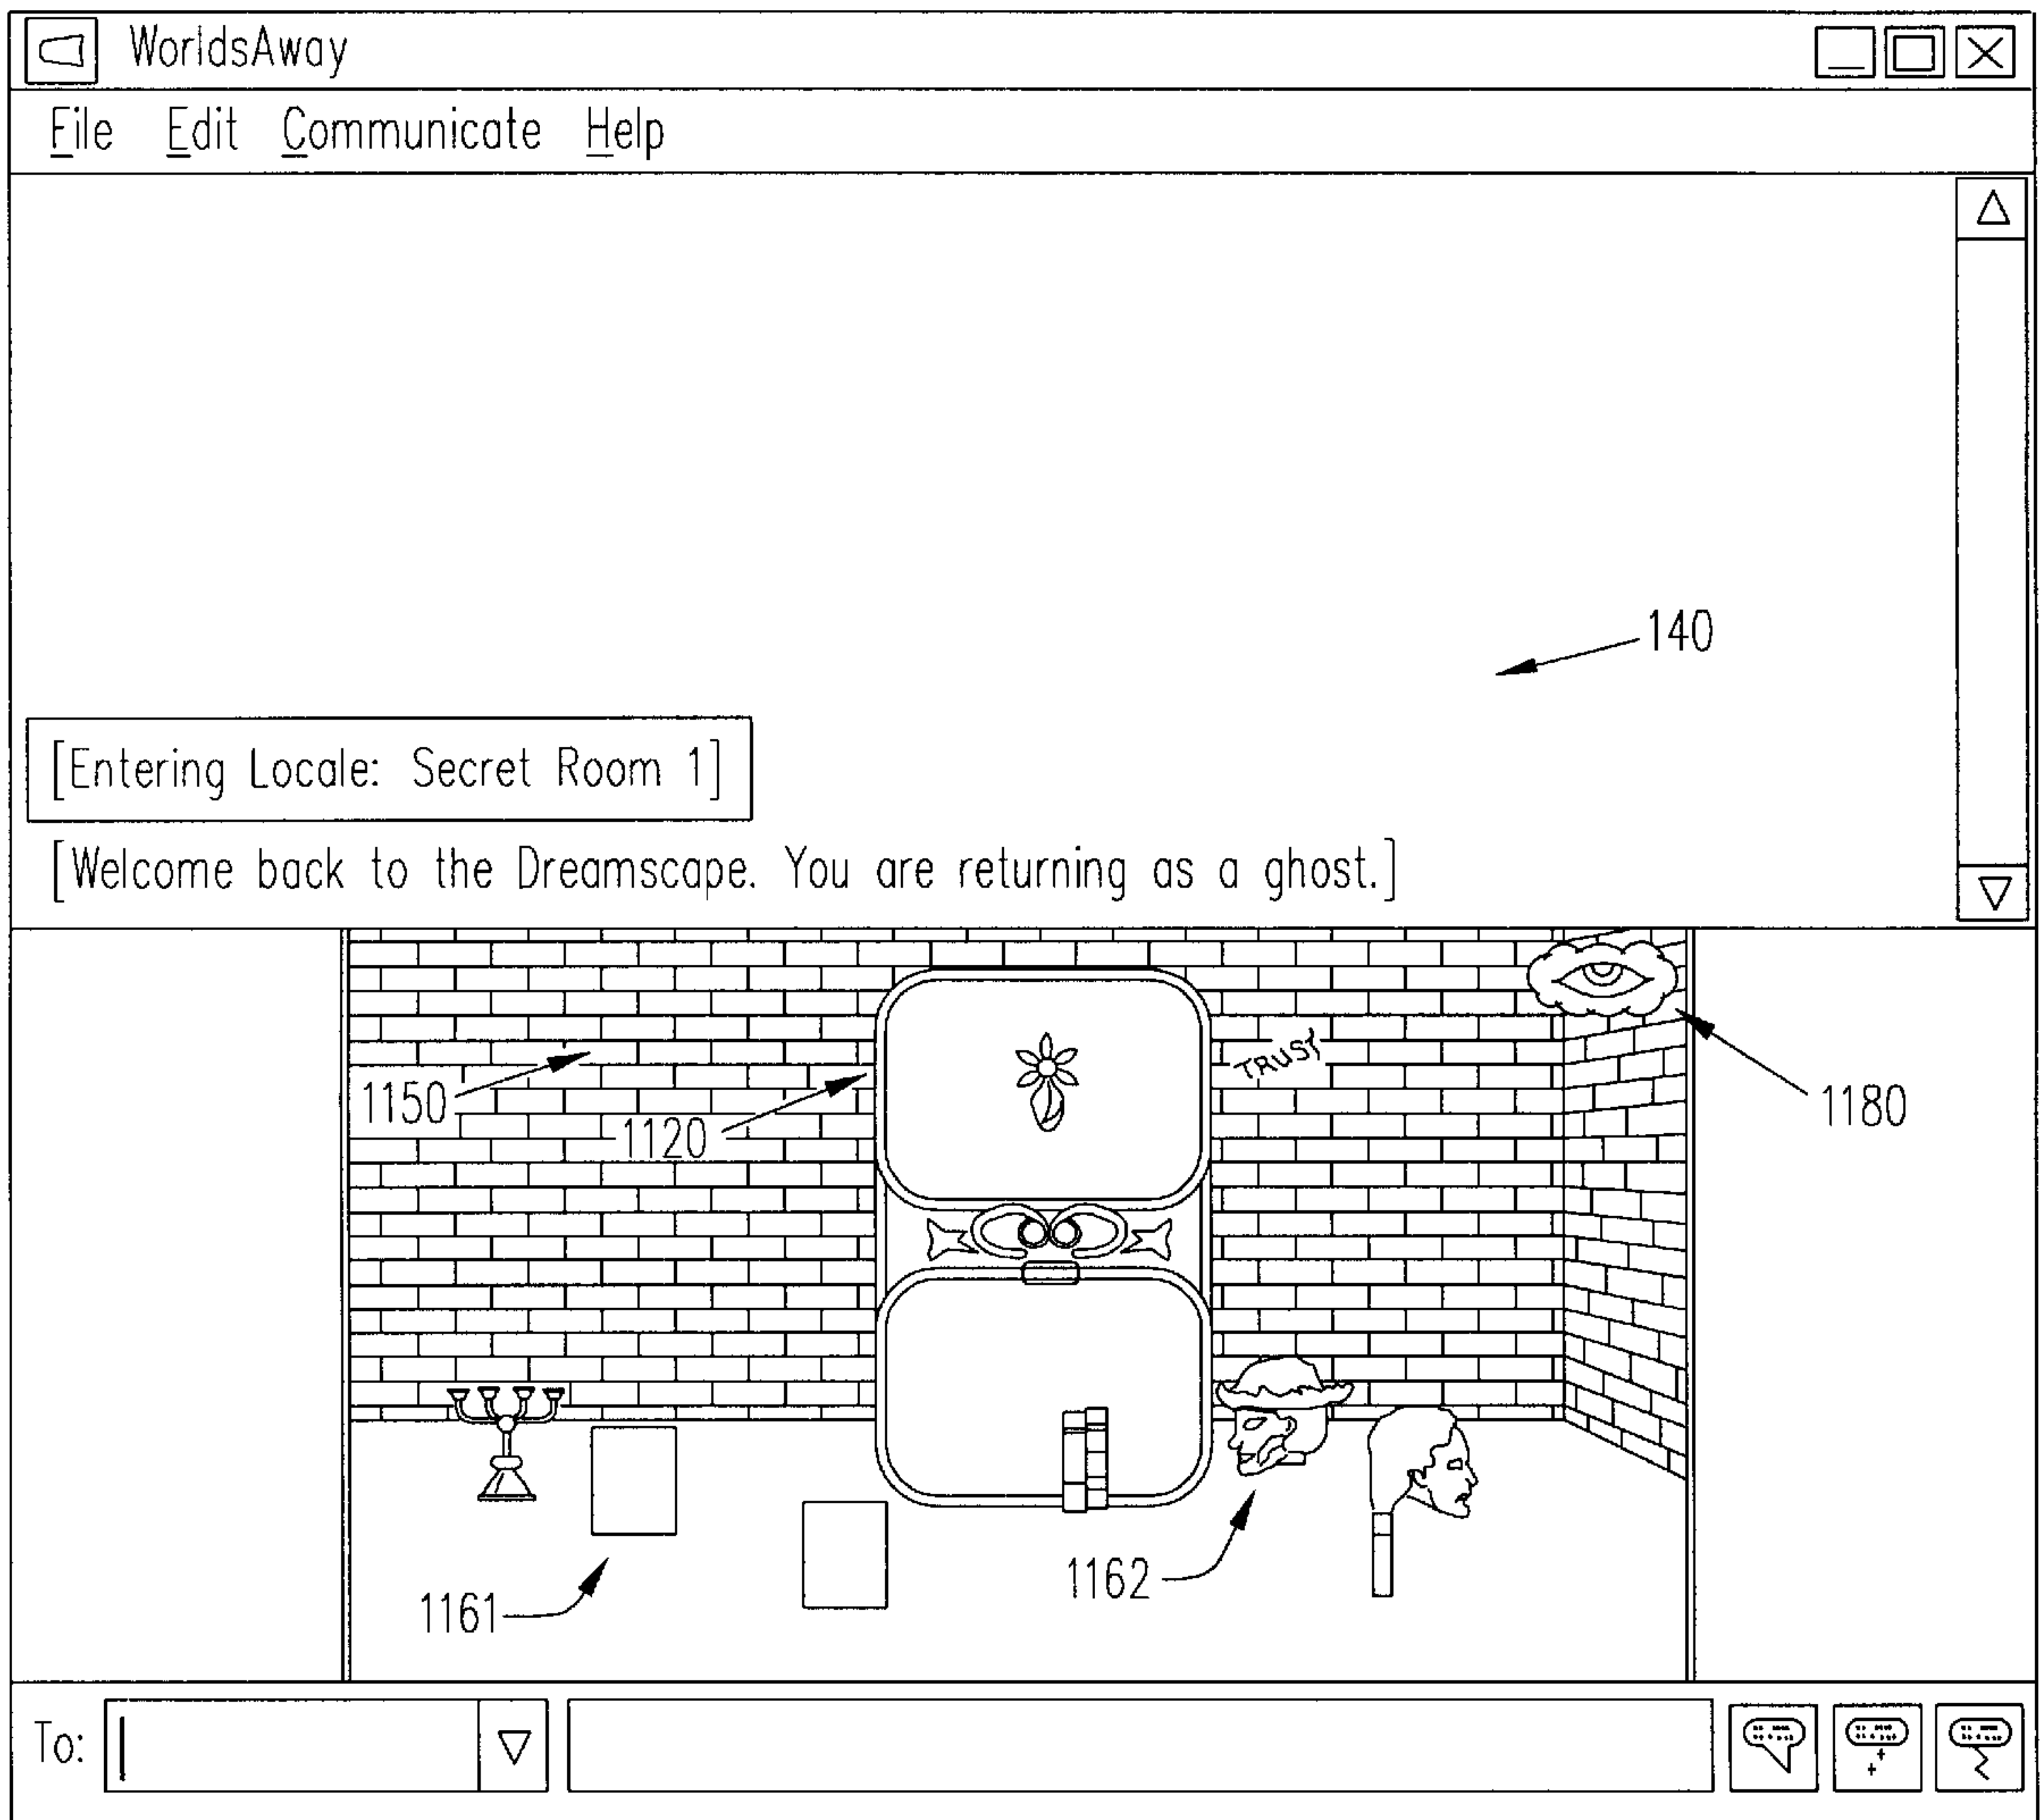 WorldsAway
File Edit Communicate Help
140
[Entering Locale: Secret Room 1]
[Welcome back to the Dreamscape. You are returning as a ghost.]
TRUST
1150
1120
1180
1162
1161
To: